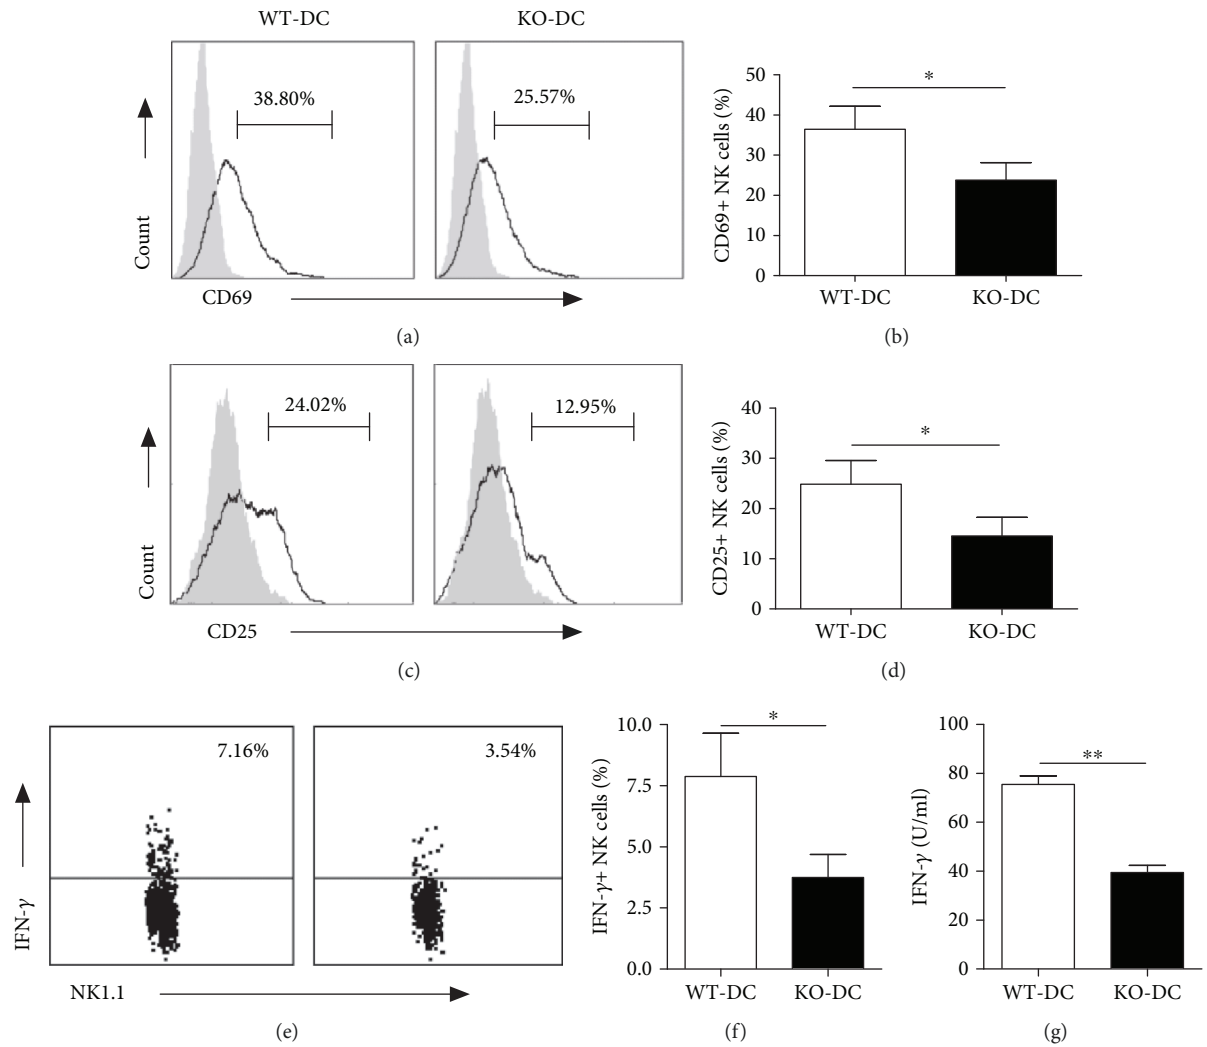 WT-DC
KO-DC
Count
38.80%
25.57%
CD69
(a)
CD69+ NK cells (%)
50
40
30
20
10
0
*
WT-DC
KO-DC
(b)
Count
24.02%
12.95%
CD25
(c)
CD25+ NK cells (%)
40
30
20
10
0
*
WT-DC
KO-DC
(d)
IFN-γ
7.16%
3.54%
NK1.1
(e)
IFN-γ+ NK cells (%)
10.0
7.5
5.0
2.5
0.0
*
WT-DC
KO-DC
(f)
IFN-γ (U/ml)
100
80
60
40
20
0
**
WT-DC
KO-DC
(g)